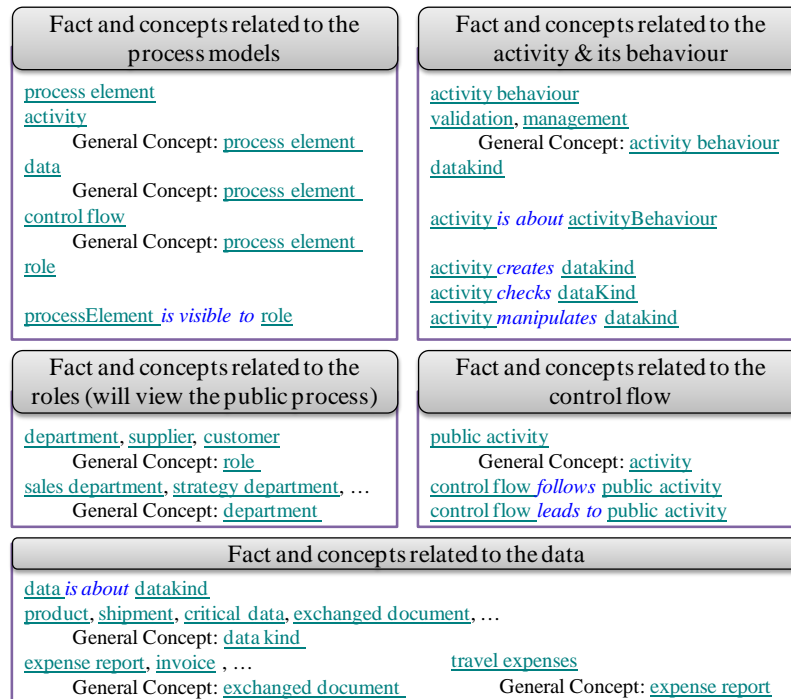 Fact and concepts related to the
process models
process element
activity
General Concept: process element
data
General Concept: process element
control flow
General Concept: process element
role
processElement is visible to role
Fact and concepts related to the
activity & its behaviour
activity behaviour
validation, management
General Concept: activity behaviour
datakind
activity is about activityBehaviour
activity creates datakind
activity checks dataKind
activity manipulates datakind
Fact and concepts related to the
roles (will view the public process)
department, supplier, customer
General Concept: role
sales department, strategy department, …
General Concept: department
Fact and concepts related to the
control flow
public activity
General Concept: activity
control flow follows public activity
control flow leads to public activity
Fact and concepts related to the data
data is about datakind
product, shipment, critical data, exchanged document, …
General Concept: data kind
expense report, invoice , …
General Concept: exchanged document
travel expenses
General Concept: expense report